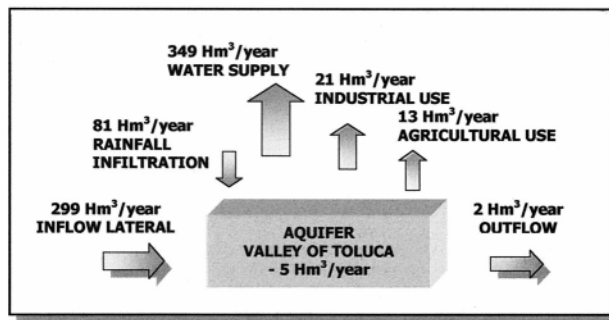 349 Hm³/year
WATER SUPPLY
21 Hm³/year
INDUSTRIAL USE
13 Hm³/year
AGRICULTURAL USE
81 Hm³/year
RAINFALL
INFILTRATION
299 Hm³/year
INFLOW LATERAL
AQUIFER
VALLEY OF TOLUCA
- 5 Hm³/year
2 Hm³/year
OUTFLOW